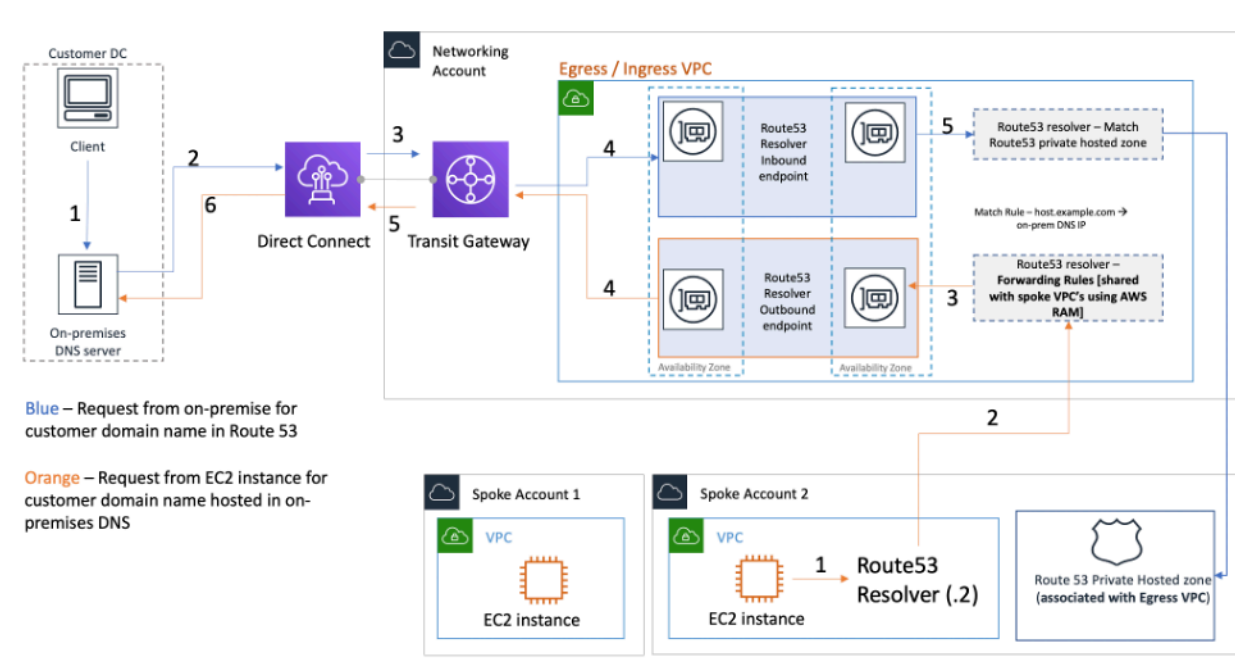 Customer DC
Client
1
On-premises
DNS server
2
6
Direct Connect
3
5
Transit Gateway
Networking
Account
Egress / Ingress VPC
4
4
Route53
Resolver
Inbound
endpoint
Route53
Resolver
Outbound
endpoint
Availability Zone
Availability Zone
5
Route53 resolver – Match
Route53 private hosted zone
Match Rule – host.example.com →
on-prem DNS IP
3
Route53 resolver –
Forwarding Rules [shared
with spoke VPC's using AWS
RAM]
2
Blue – Request from on-premise for
customer domain name in Route 53
Orange – Request from EC2 instance for
customer domain name hosted in on-
premises DNS
Spoke Account 1
VPC
EC2 instance
Spoke Account 2
VPC
EC2 instance
1
Route53
Resolver (.2)
Route 53 Private Hosted zone
(associated with Egress VPC)